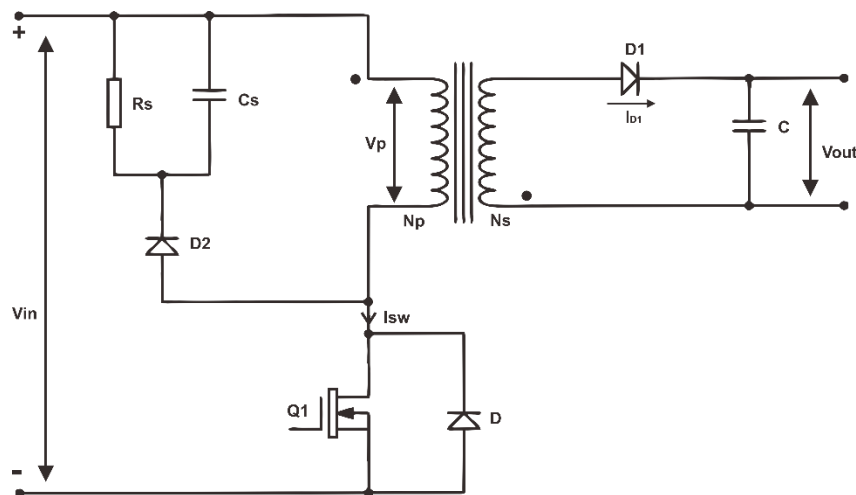 +
Rs
Cs
Vp
Np
Ns
D1
ID1
C
Vout
D2
Vin
Isw
Q1
D
-